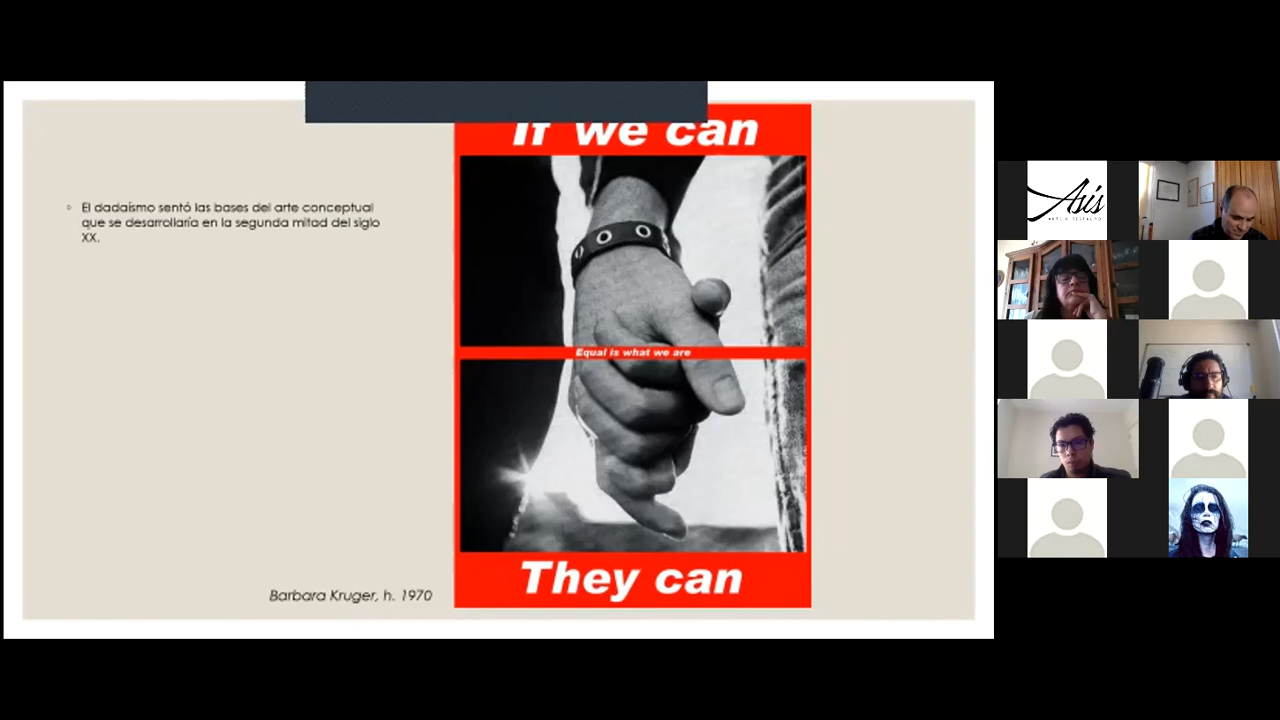 If we can
El dadaísmo sentó las bases del arte conceptual
que se desarrollaría en la segunda mitad del siglo
XX.
Equal is what we are
They can
Barbara Kruger, h. 1970
Asís